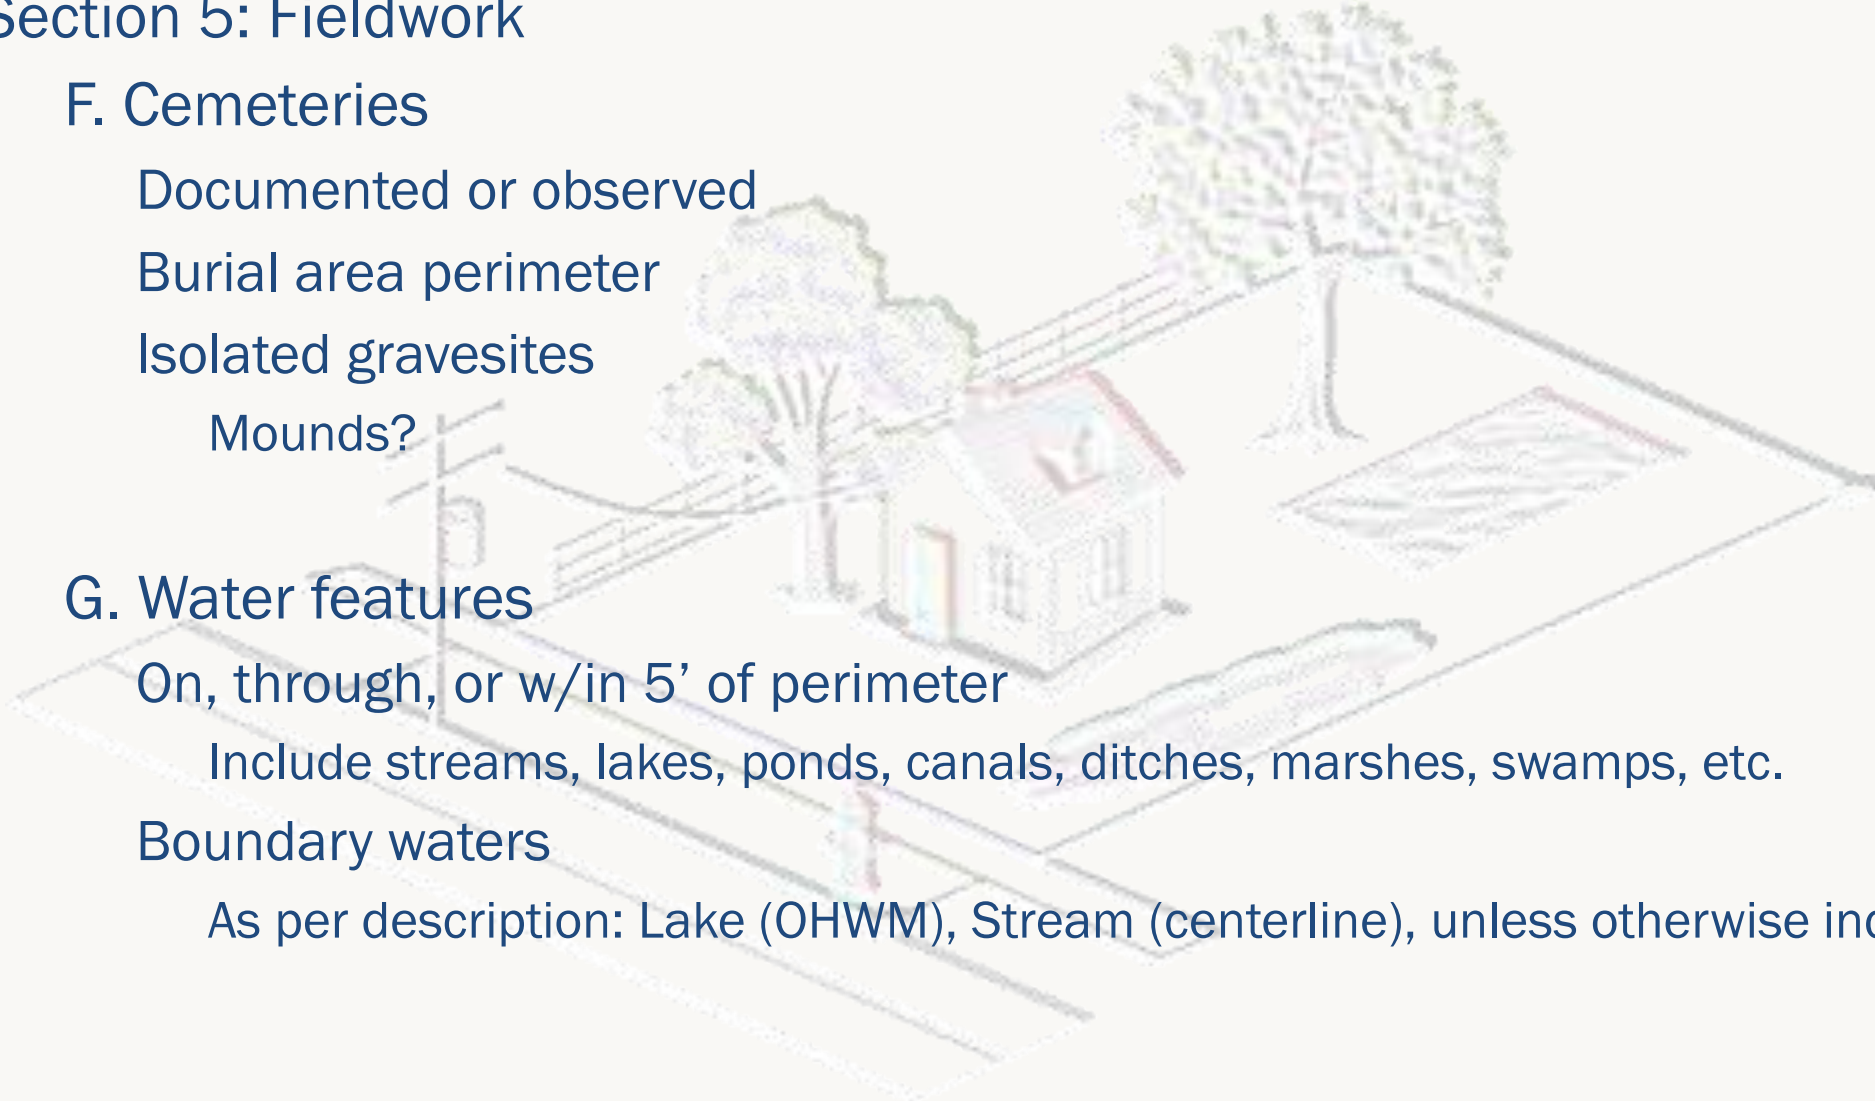 Section 5: Fieldwork
F. Cemeteries
Documented or observed
Burial area perimeter
Isolated gravesites
Mounds?
G. Water features
On, through, or w/in 5’ of perimeter
Include streams, lakes, ponds, canals, ditches, marshes, swamps, etc.
Boundary waters
As per description: Lake (OHWM), Stream (centerline), unless otherwise